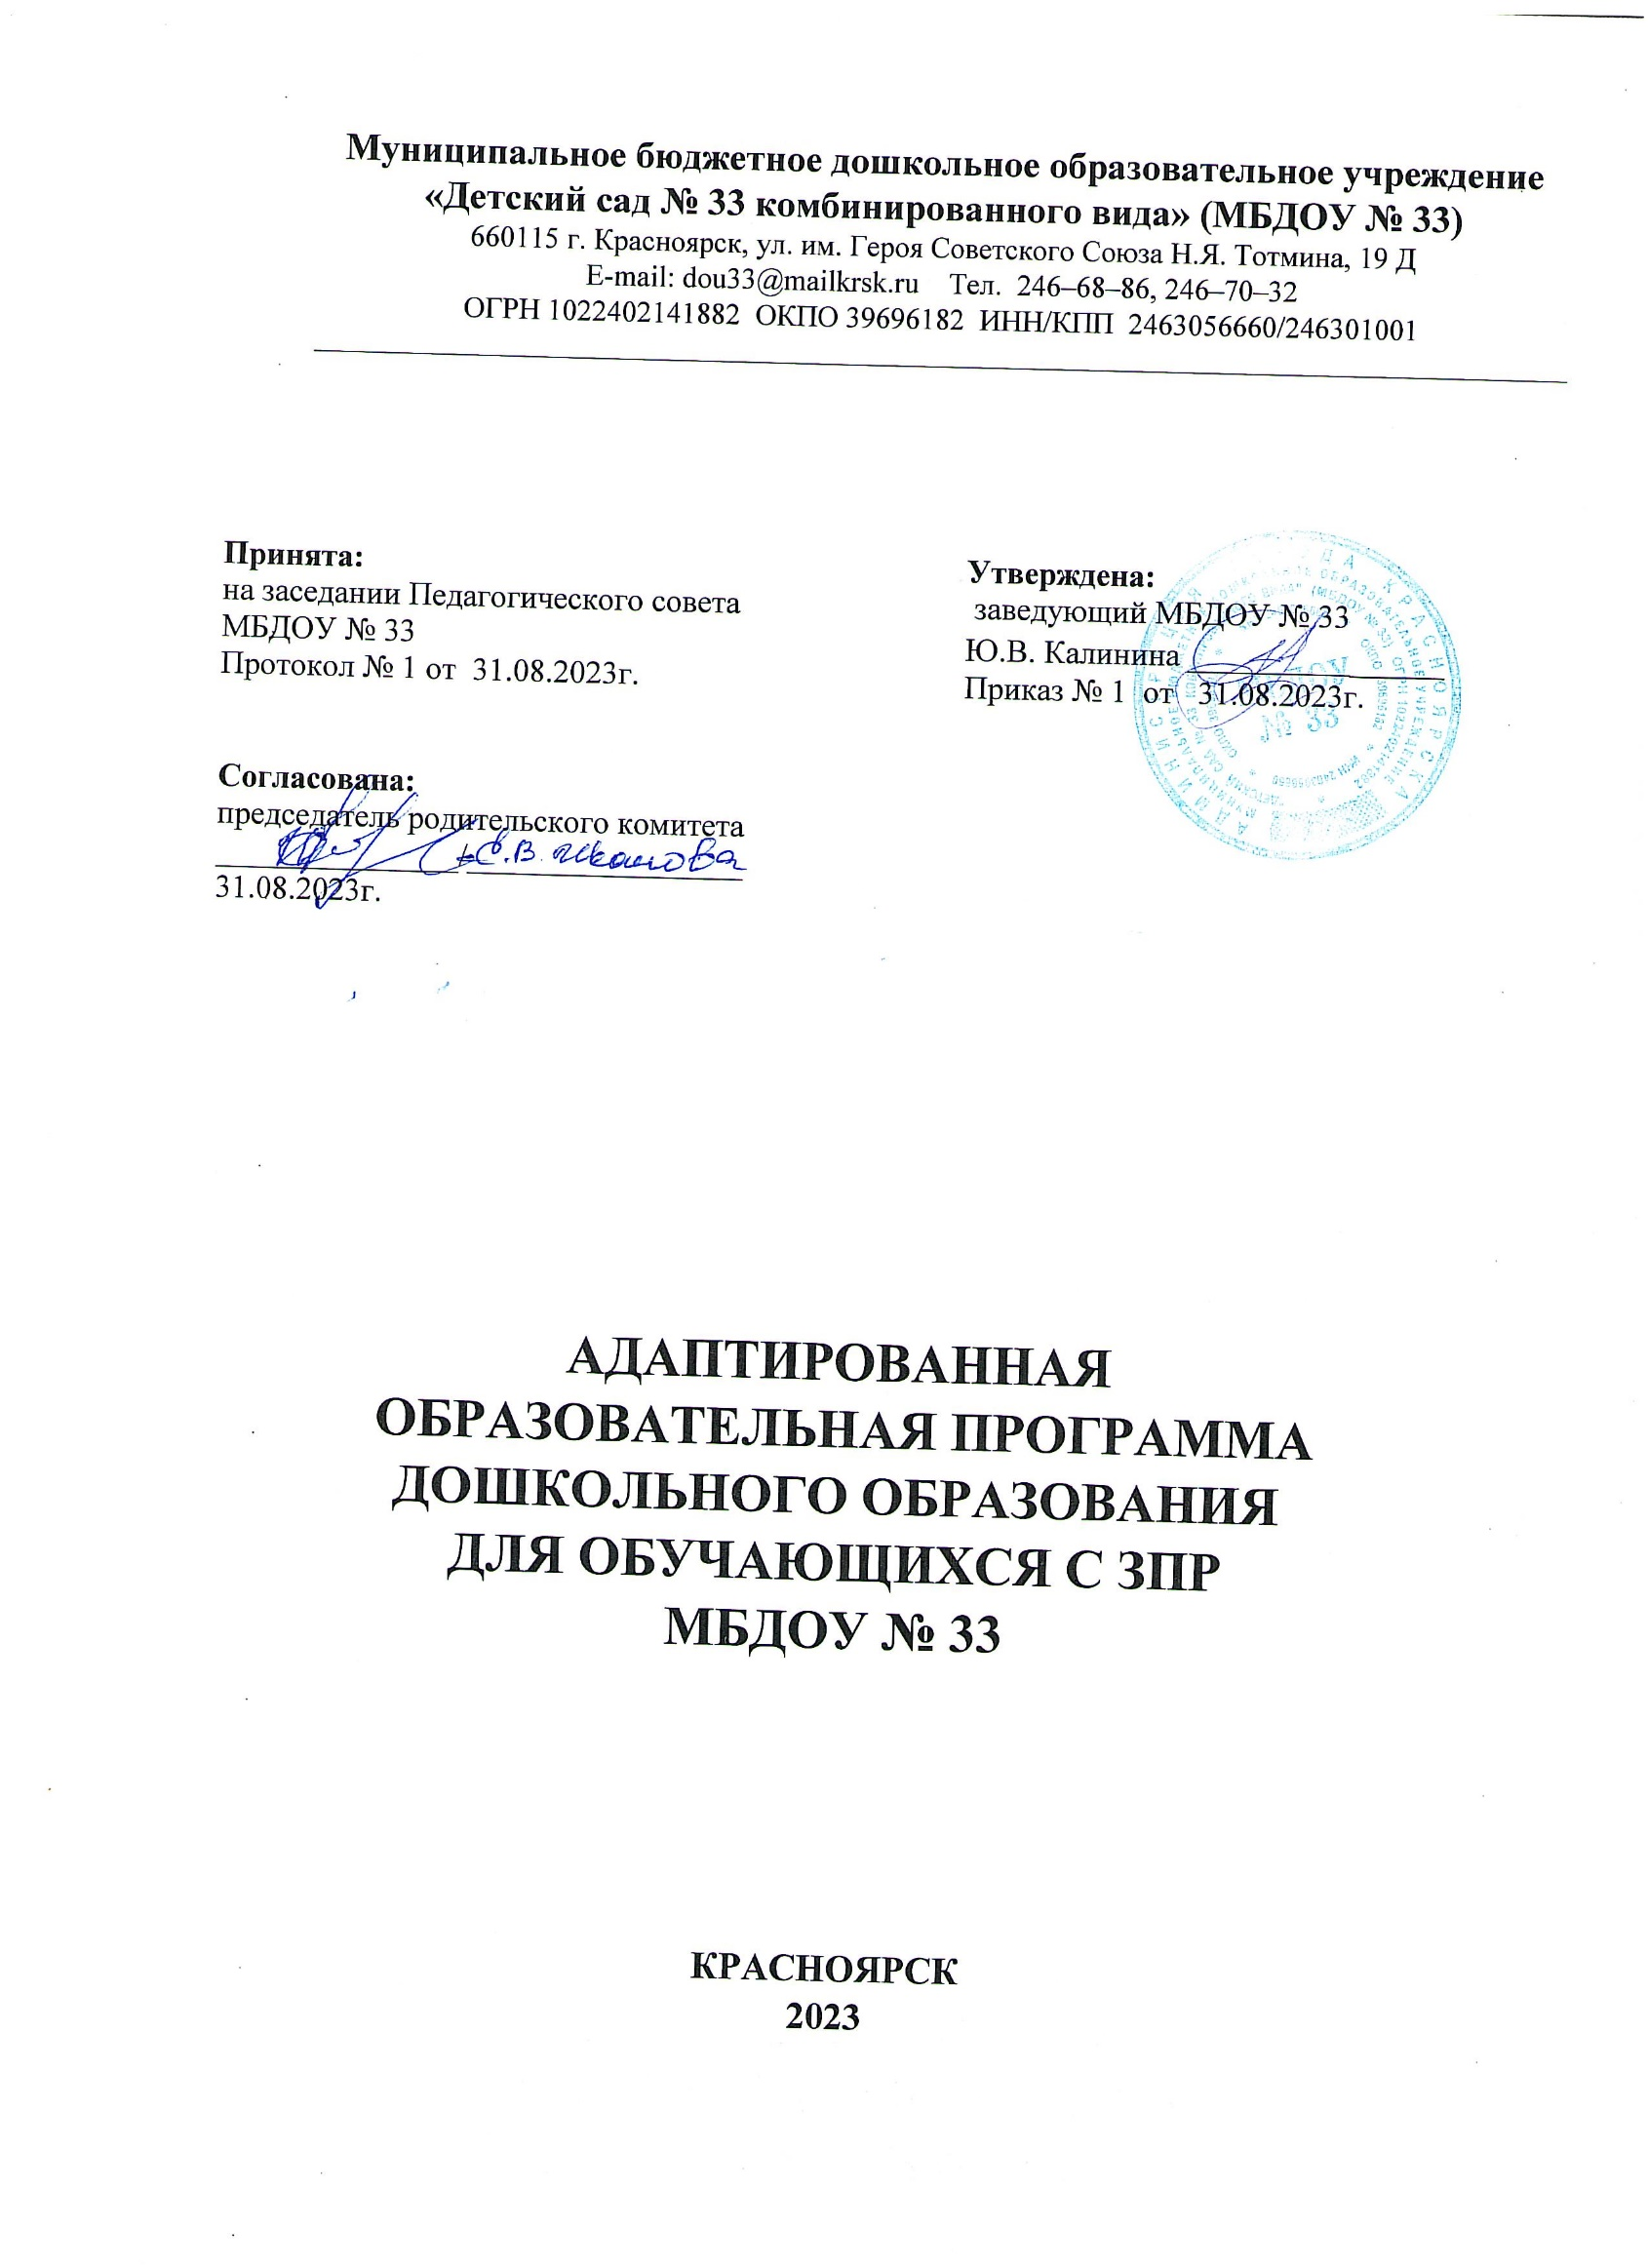 Муниципальное бюджетное дошкольное образовательное учреждение
«Детский сад № 33 комбинированного вида» (МБДОУ № 33)
660115 г. Красноярск, ул. им. Героя Советского Союза Н.Я. Тотмина, 19 Д
E-mail: dou33@mailkrsk.ru Тел. 246–68–86, 246–70–32
ОГРН 1022402141882 ОКПО 39696182 ИНН/КПП 2463056660/246301001
Принята:
на заседании Педагогического совета
МБДОУ № 33
Протокол № 1 от 31.08.2023г.
Утверждена:
заведующий МБДОУ № 33
Ю.В. Калинина
Приказ № 1 от 31.08.2023г.
№ 33
Согласована:
председатель родительского комитета
31.08.2023г.
АДАПТИРОВАННАЯ
ОБРАЗОВАТЕЛЬНАЯ ПРОГРАММА
ДОШКОЛЬНОГО ОБРАЗОВАНИЯ
ДЛЯ ОБУЧАЮЩИХСЯ С ЗПР
МБДОУ № 33
КРАСНОЯРСК
2023